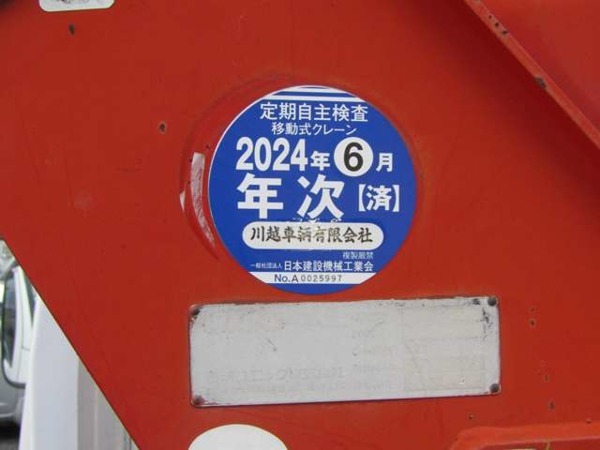 定期自主検査
移動式クレーン
2024年6月
年次【済】
川越車輌有限会社
複製厳禁
一般社団法人 日本建設機械工業会
No.A 0025997